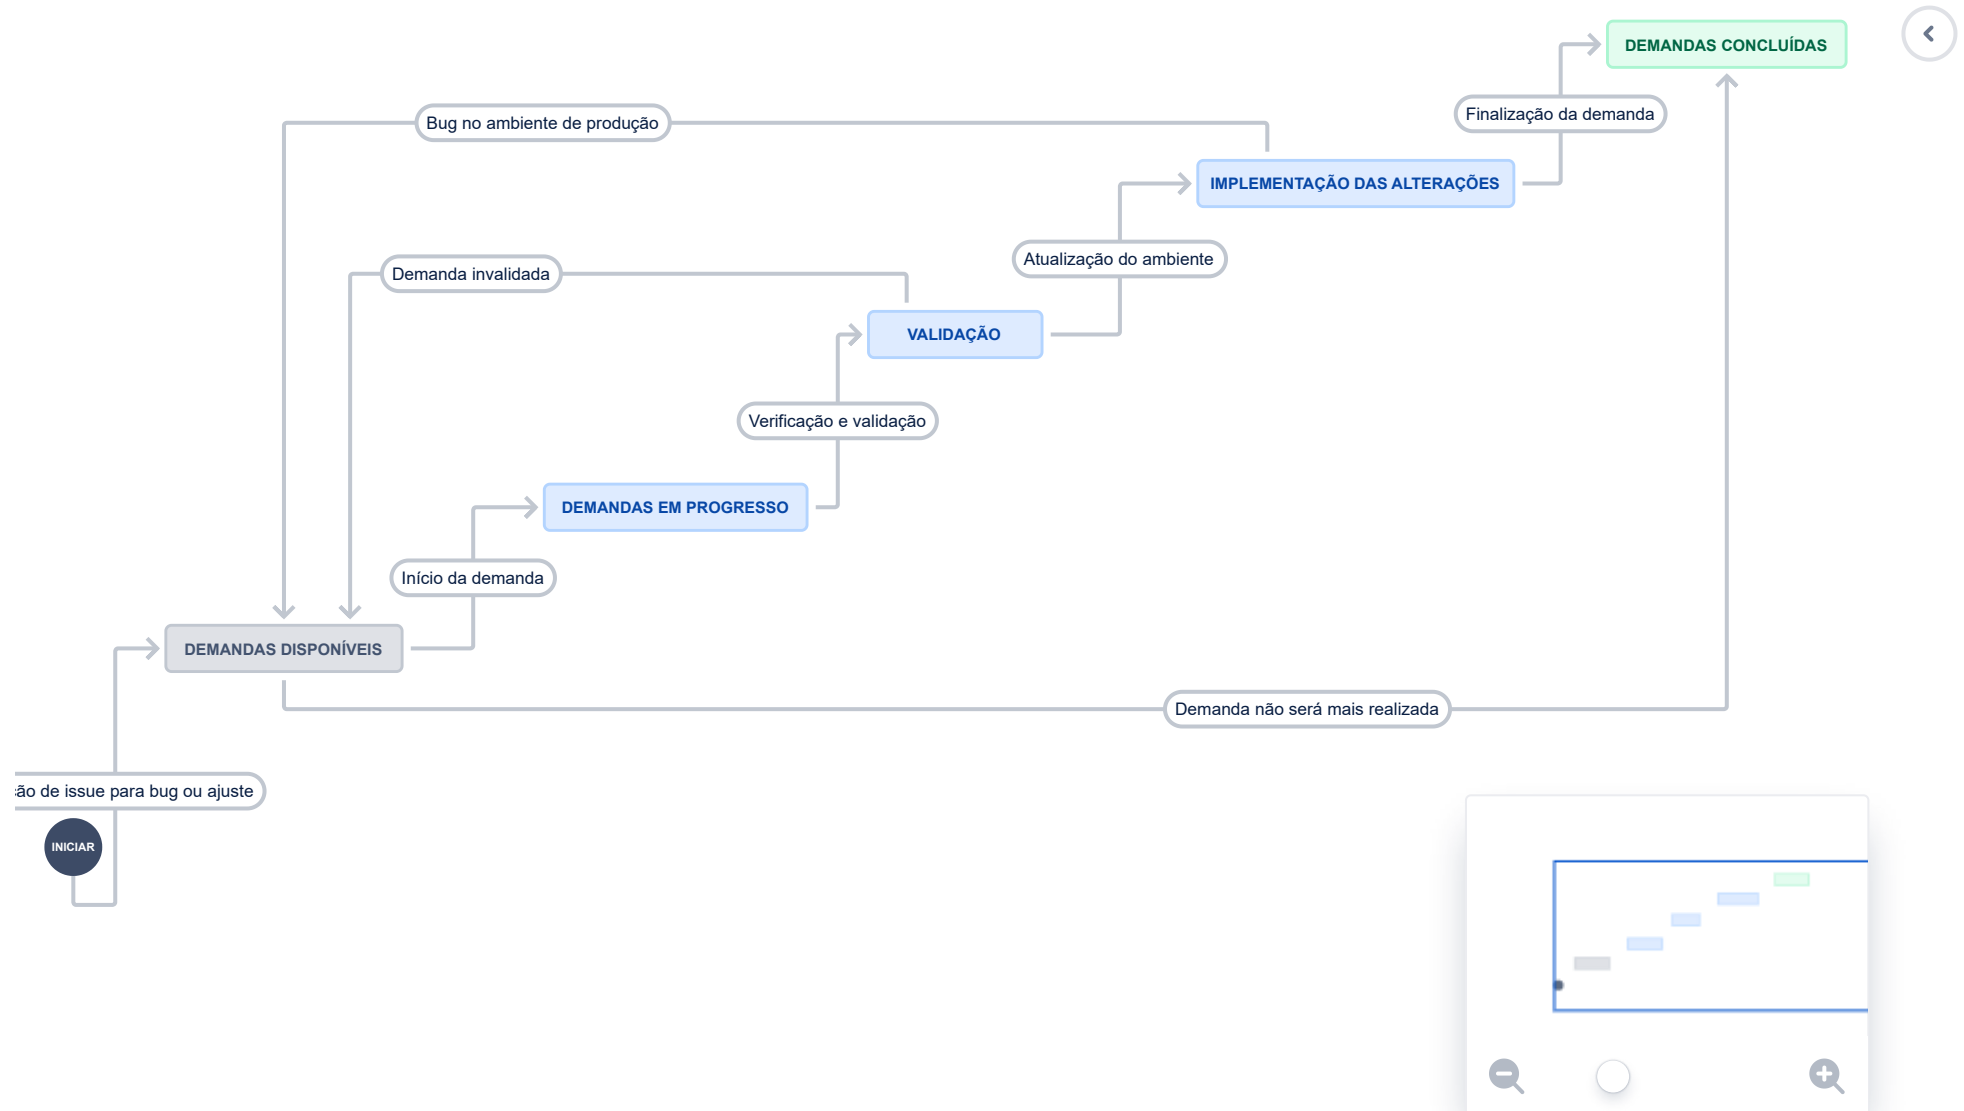 DEMANDAS CONCLUÍDAS
Finalização da demanda
Bug no ambiente de produção
IMPLEMENTAÇÃO DAS ALTERAÇÕES
Atualização do ambiente
Demanda invalidada
VALIDAÇÃO
Verificação e validação
DEMANDAS EM PROGRESSO
Início da demanda
DEMANDAS DISPONÍVEIS
Demanda não será mais realizada
de issue para bug ou ajuste
INICIAR